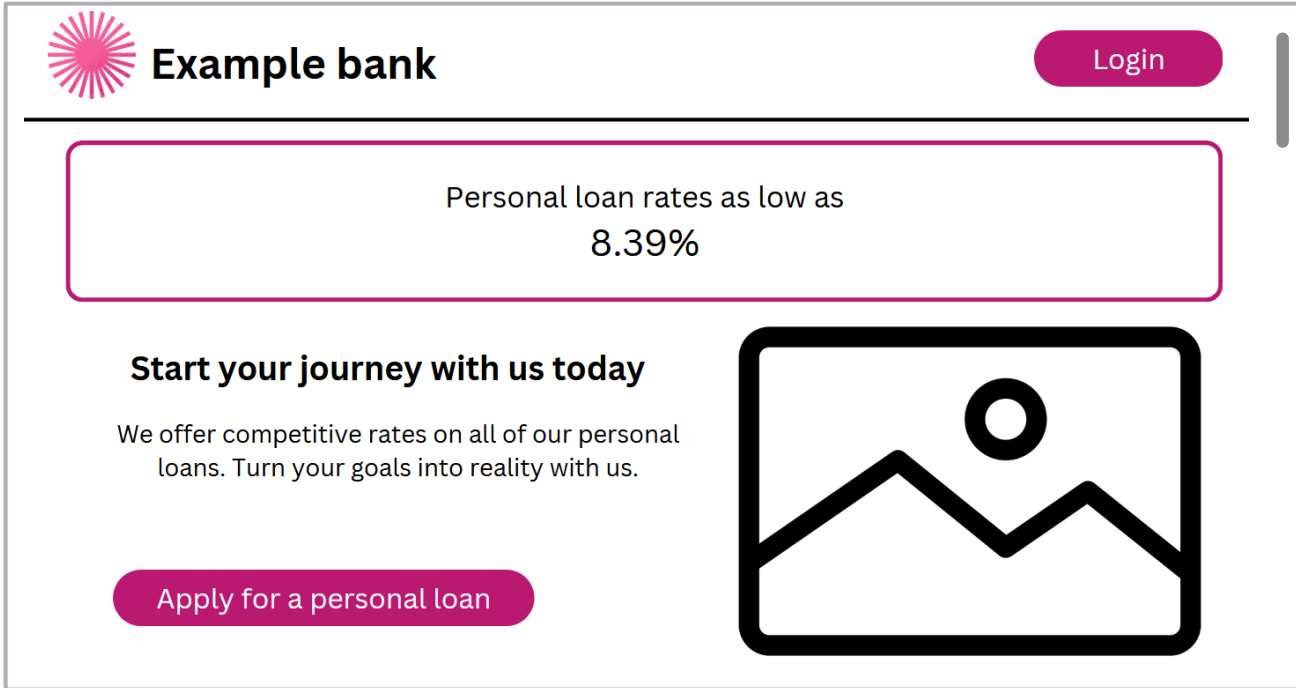 Example bank
Login
Personal loan rates as low as
8.39%
Start your journey with us today
We offer competitive rates on all of our personal
loans. Turn your goals into reality with us.
Apply for a personal loan